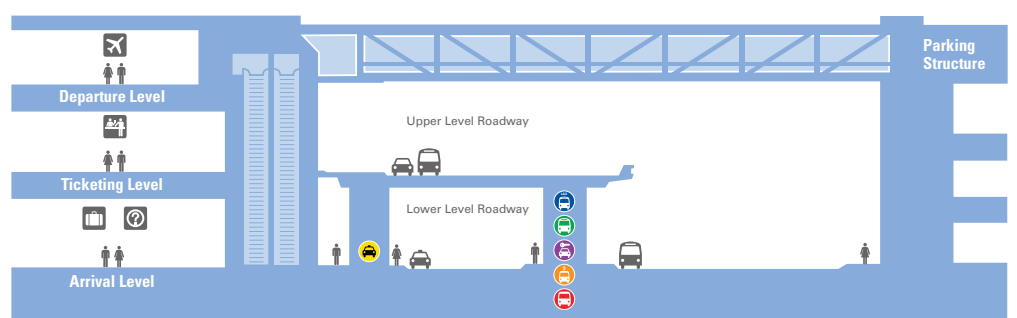 Parking
Structure
Departure Level
Upper Level Roadway
Ticketing Level
Lower Level Roadway
Arrival Level